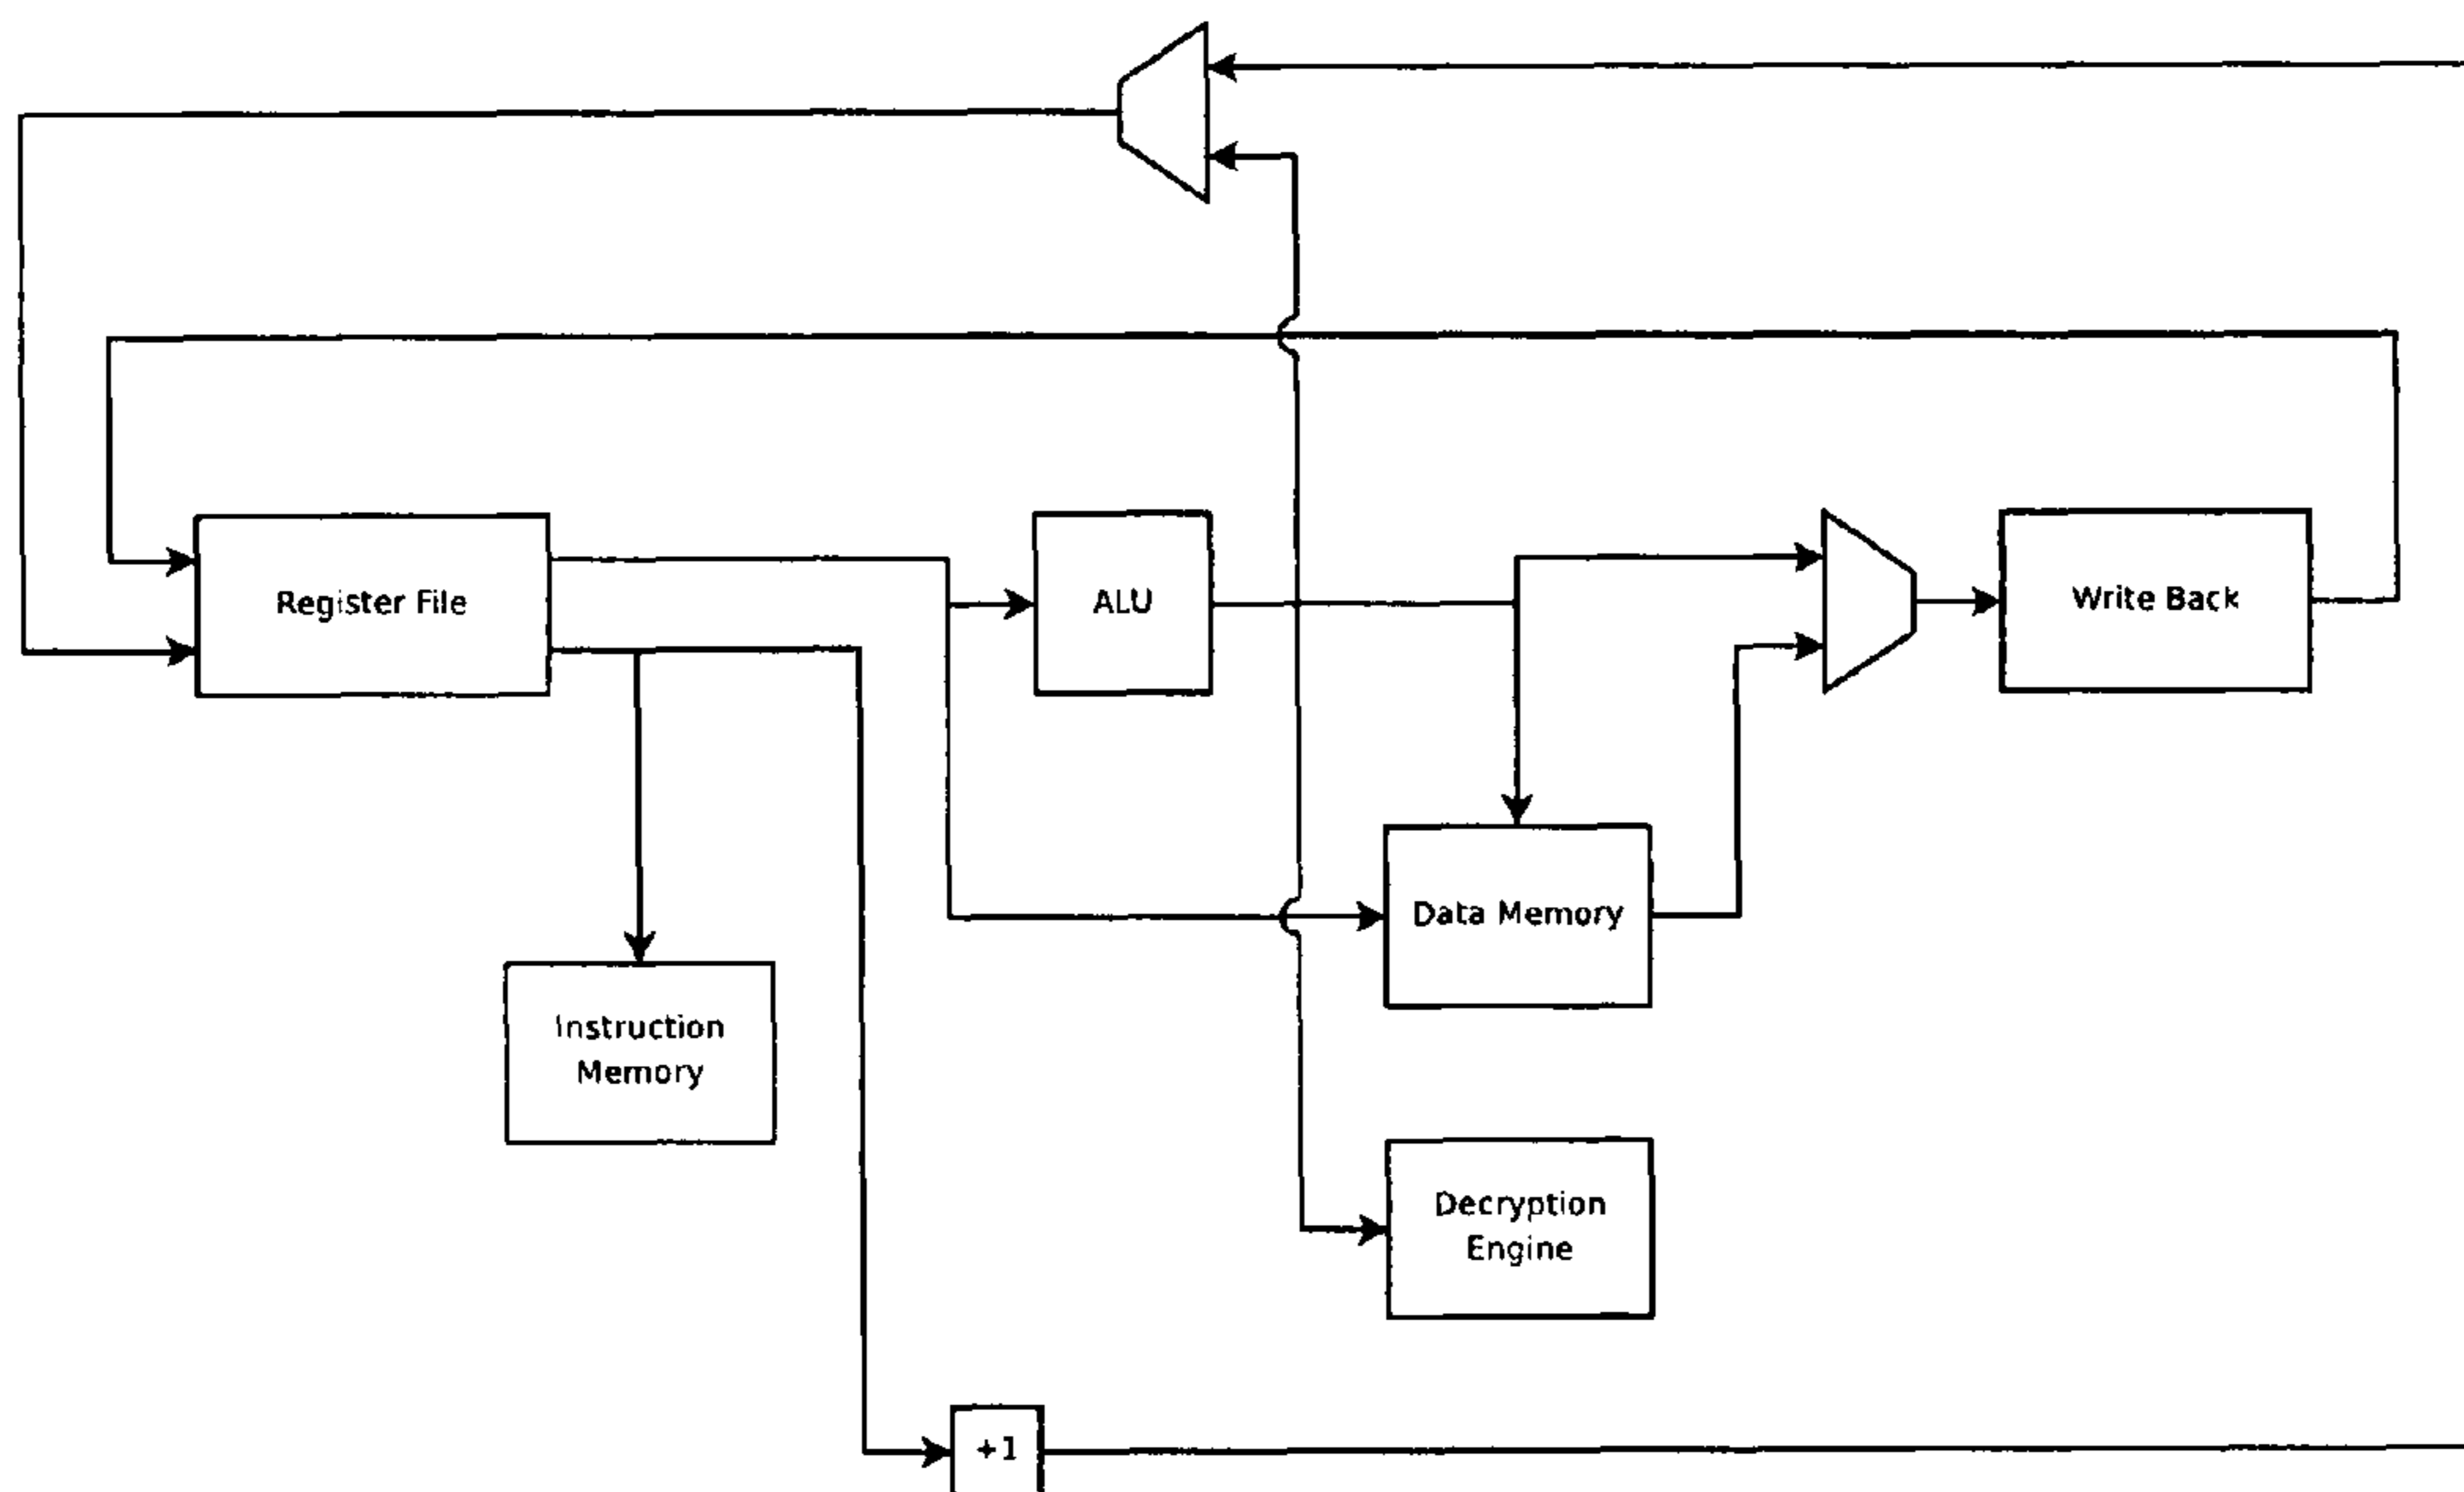 Register File
ALU
Write Back
Data Memory
Instruction
Memory
Decryption
Engine
+1